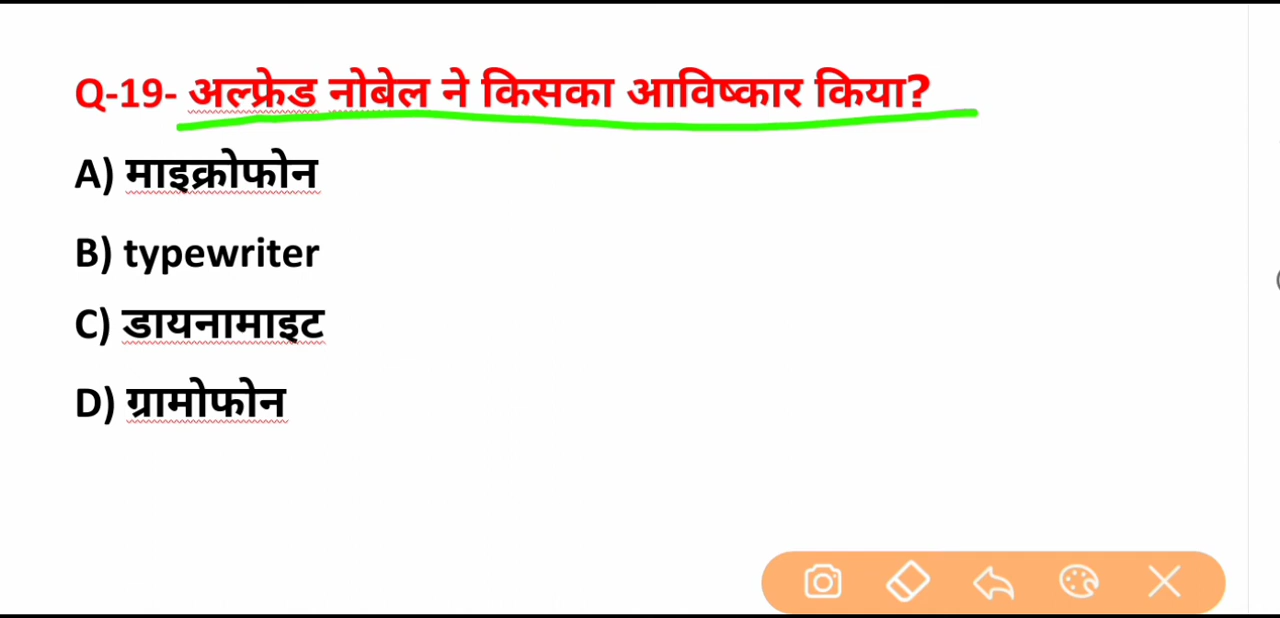 Q-19- अल्फ्रेड नोबेल ने किसका आविष्कार किया?
A) माइक्रोफोन
B) typewriter
C) डायनामाइट
D) ग्रामोफोन